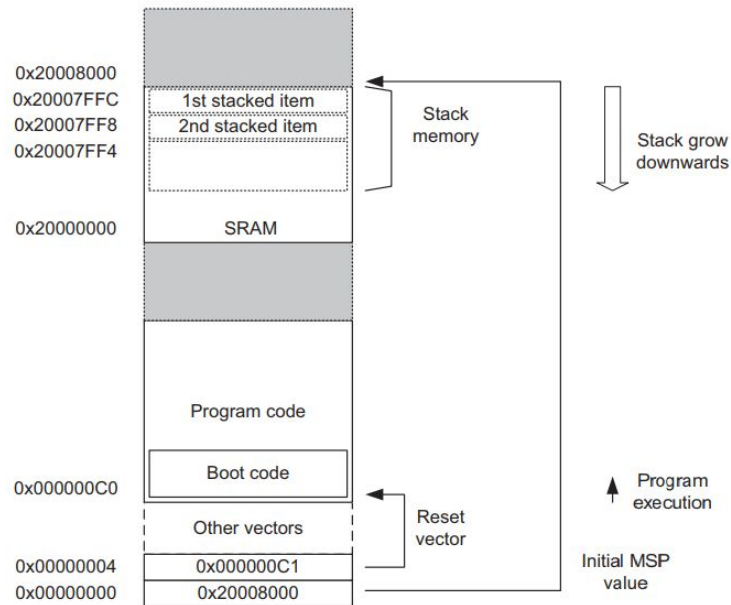 0x20008000
0x20007FFC
1st stacked item
0x20007FF8
2nd stacked item
0x20007FF4
Stack
memory
Stack grow
downwards
0x20000000
SRAM
Program code
Boot code
0x000000C0
Program
execution
Other vectors
Reset
vector
0x00000004
0x000000C1
Initial MSP
value
0x00000000
0x20008000